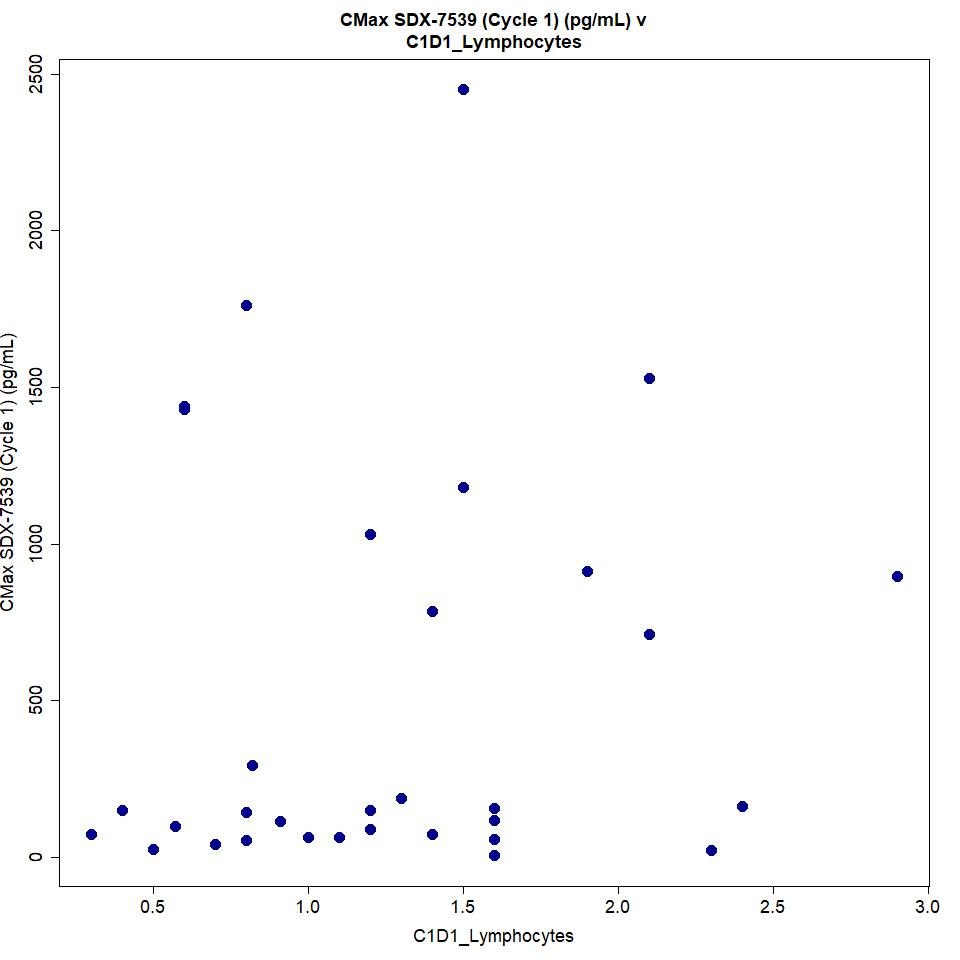 CMax SDX-7539 (Cycle 1) (pg/mL) v
C1D1_Lymphocytes
2500
2000
1500
1000
500
0
CMax SDX-7539 (Cycle 1) (pg/mL)
0.5 1.0 1.5 2.0 2.5 3.0
C1D1_Lymphocytes